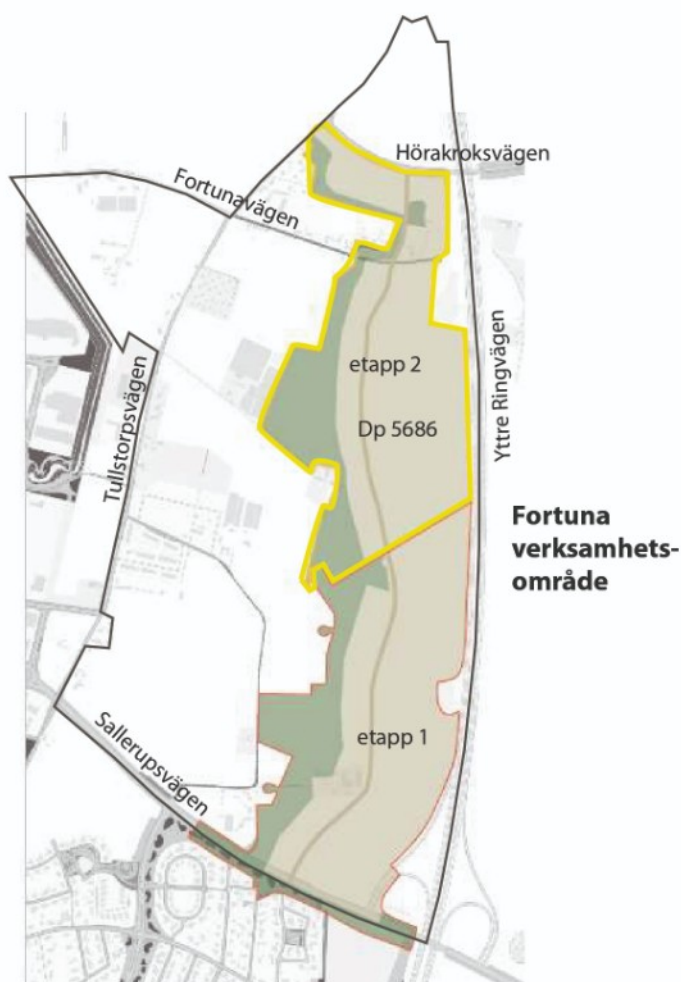 Hörakroksvägen
Fortunavägen
etapp 2
Yttre Ringvägen
Tullstorpsvägen
Dp 5686
Fortuna
verksamhets-
område
Sallerupsvägen
etapp 1